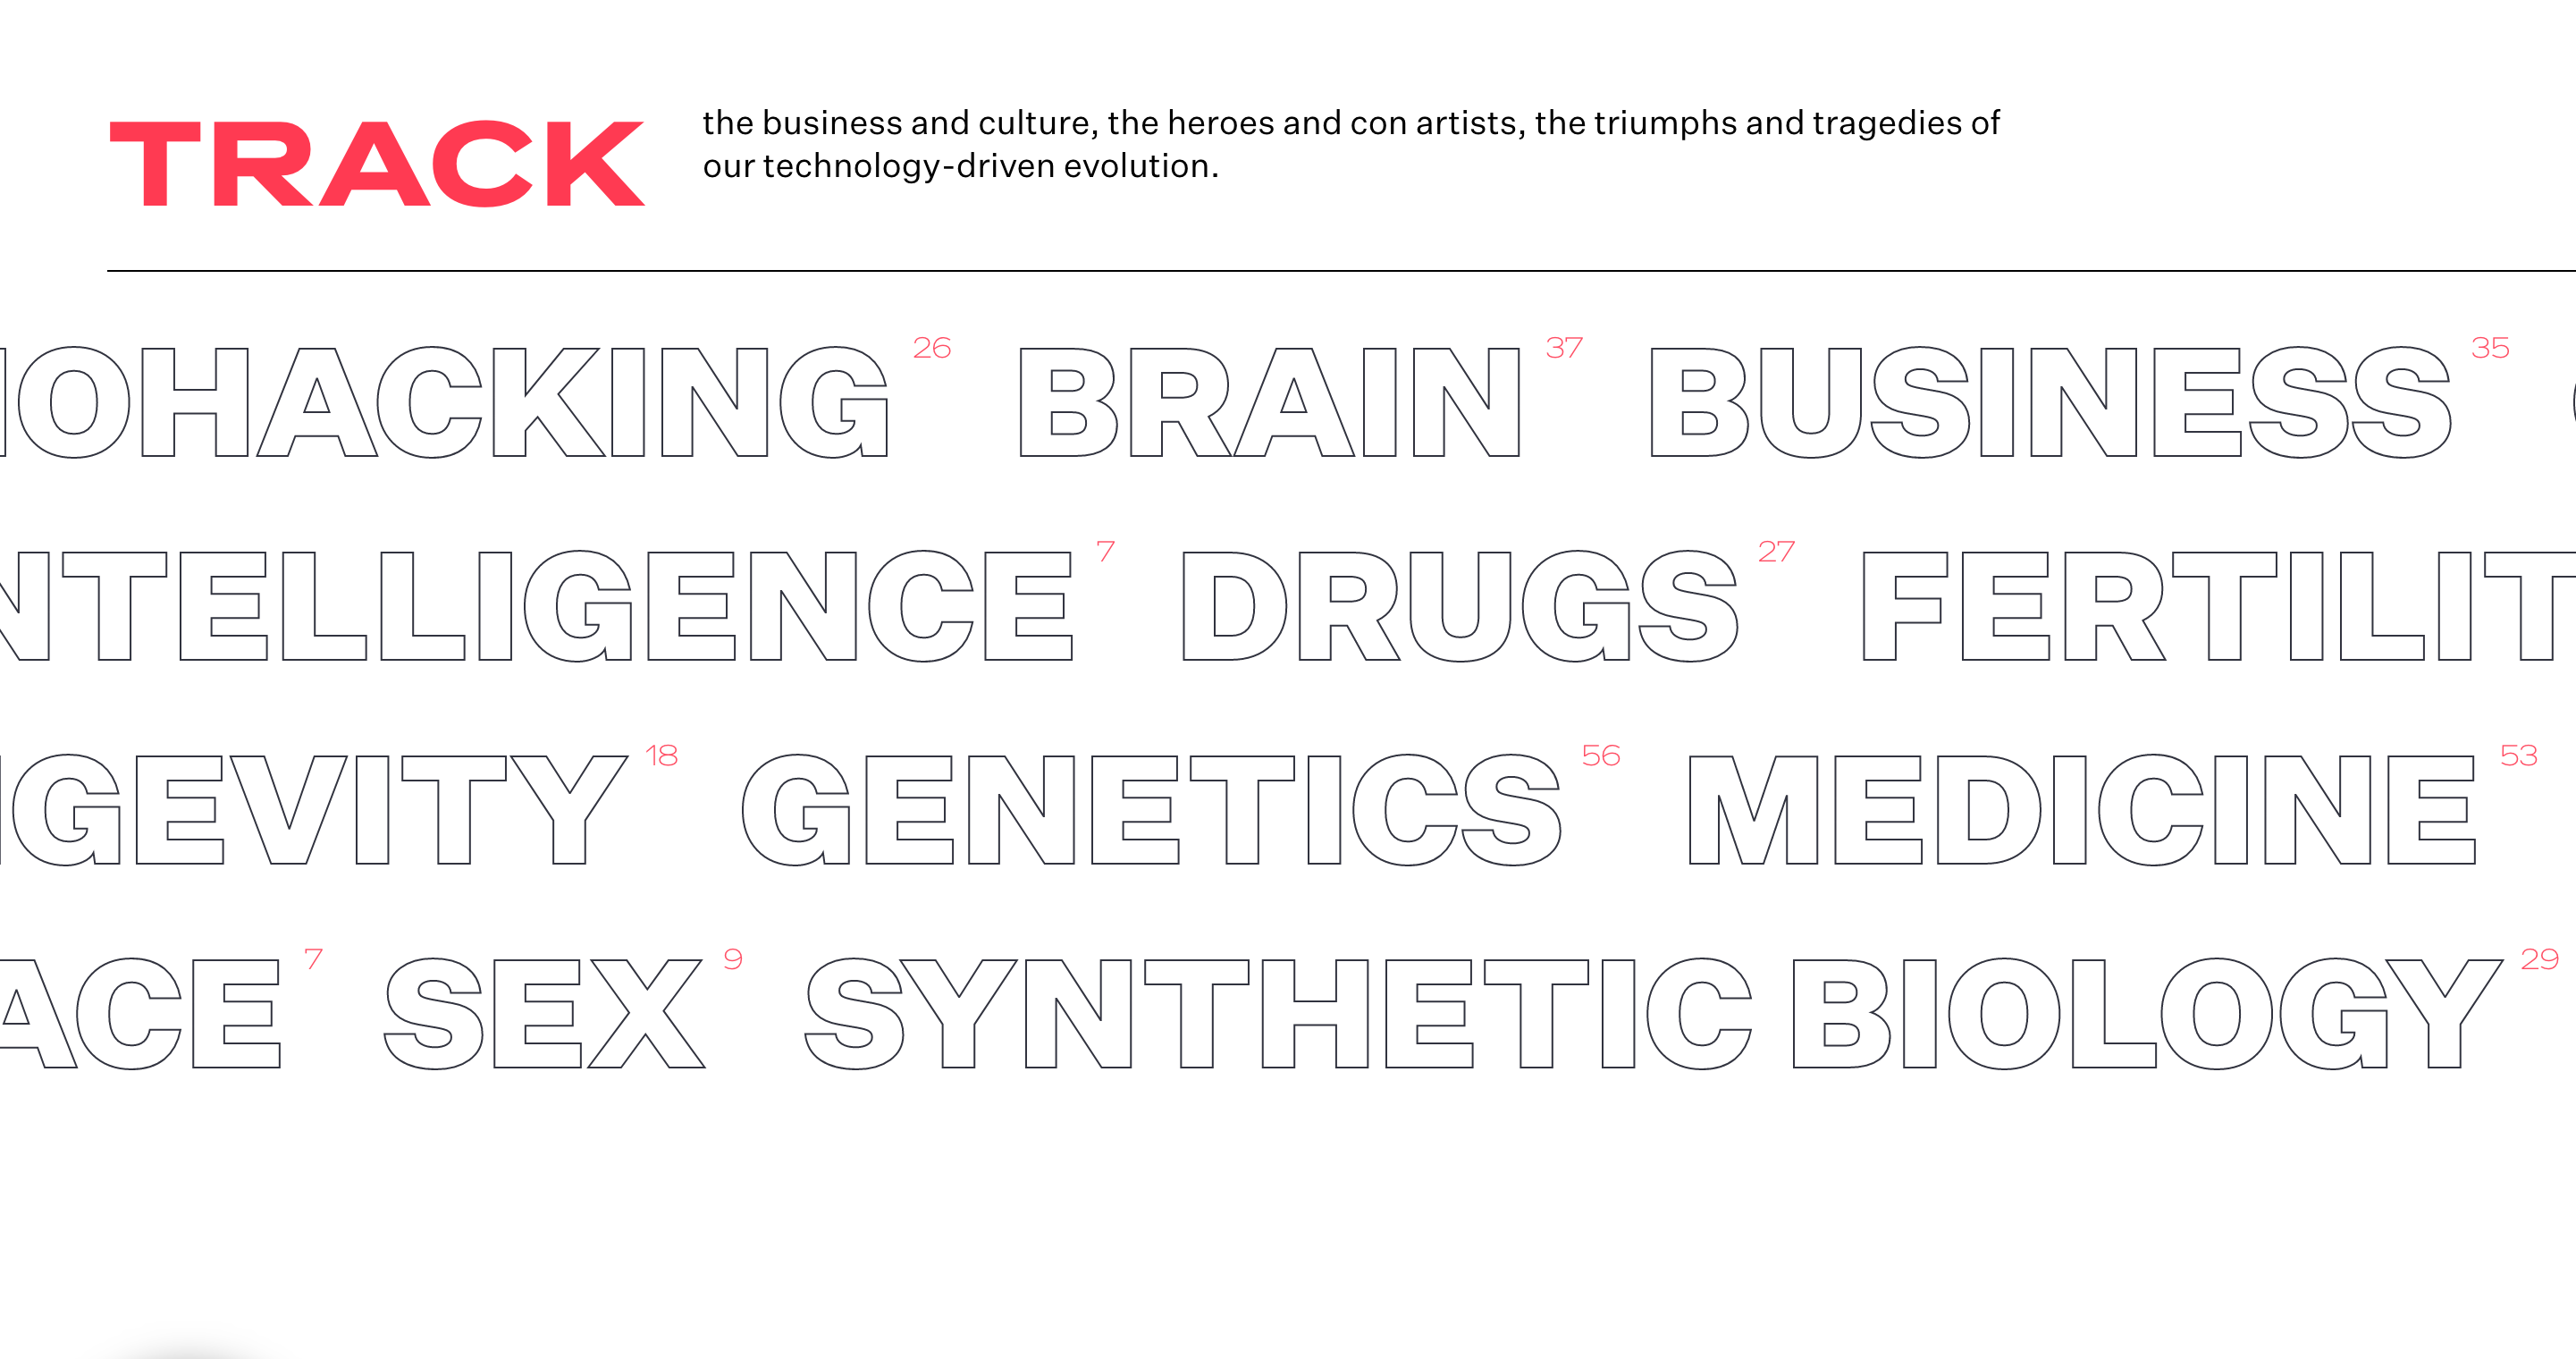 TRACK
the business and culture, the heroes and con artists, the triumphs and tragedies of
our technology-driven evolution.
IOHACKING 26 BRAIN 37 BUSINESS 35
NTELLIGENCE 7 DRUGS 27 FERTILIT
GEVITY 18 GENETICS 56 MEDICINE 53
ACE 7 SEX 9 SYNTHETIC BIOLOGY 29